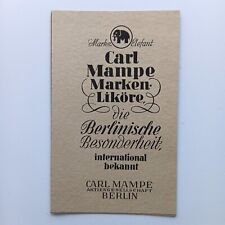 Marke Elefant
Carl
Mampe
Marken-
Liköre,
die
Berlinische
Besonderheit,
international
bekannt
CARL MAMPE
AKTIENGESELLSCHAFT
BERLIN